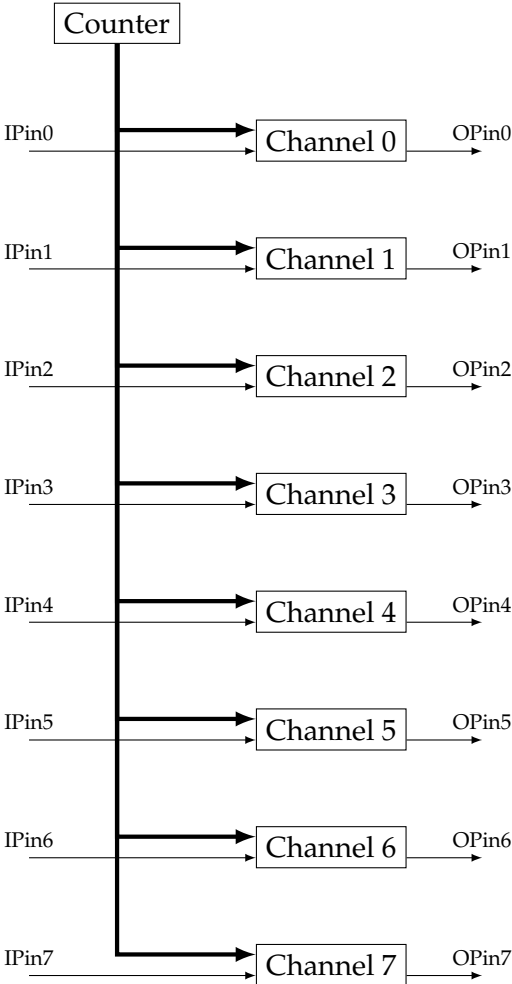 Counter
IPin0 Channel 0 OPin0
IPin1 Channel 1 OPin1
IPin2 Channel 2 OPin2
IPin3 Channel 3 OPin3
IPin4 Channel 4 OPin4
IPin5 Channel 5 OPin5
IPin6 Channel 6 OPin6
IPin7 Channel 7 OPin7